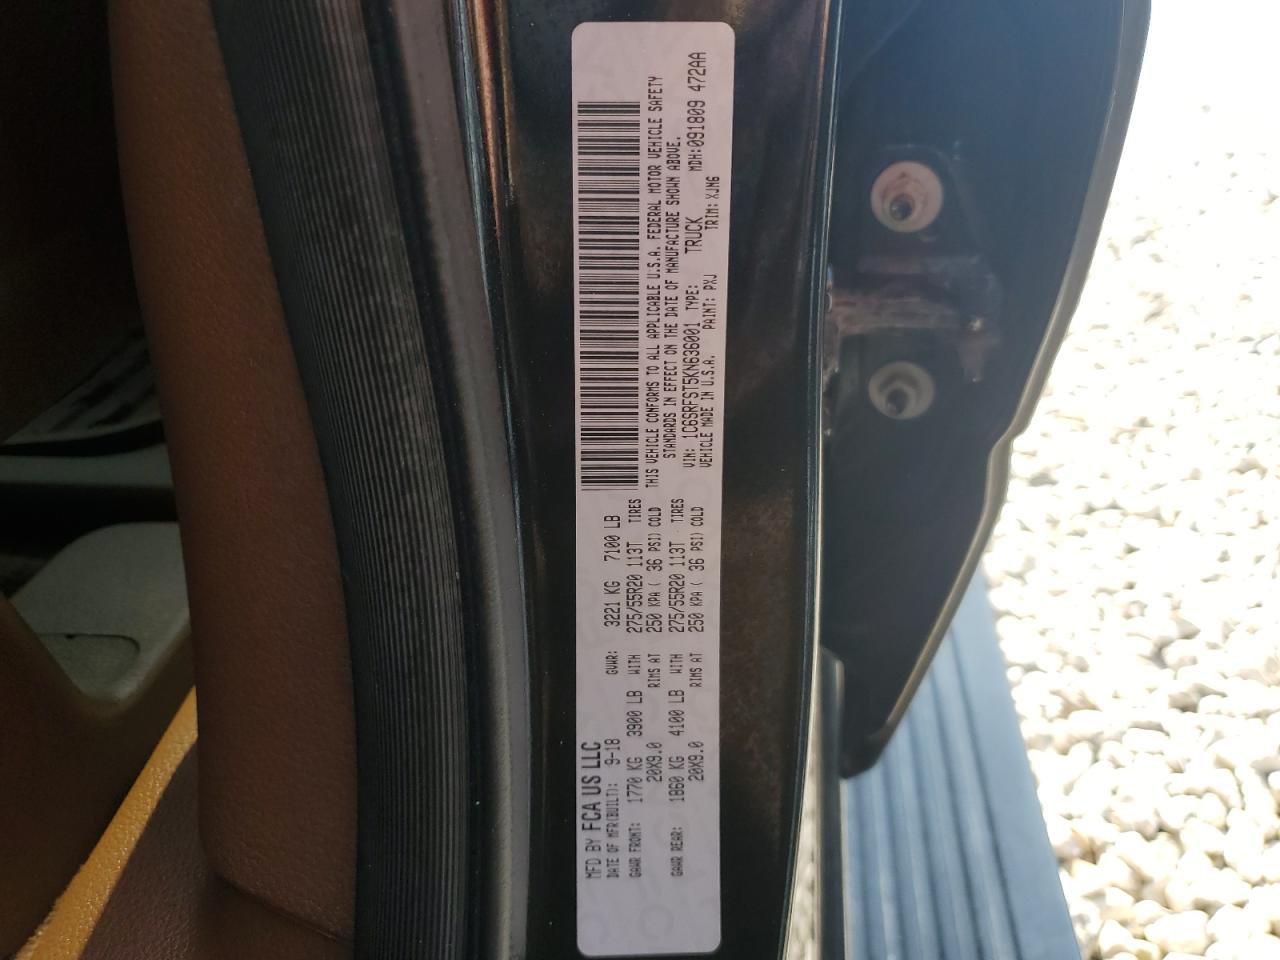 MFD BY FCA US LLC
DATE OF MFR(BUILT): 9-18 GVWR: 3221 KG 7100 LB
GAWR FRONT: 1770 KG 3900 LB WITH 275/55R20 113T TIRES
20X9.0 RIMS AT 250 KPA ( 36 PSI) COLD
GAWR REAR: 1860 KG 4100 LB WITH 275/55R20 113T TIRES
20X9.0 RIMS AT 250 KPA ( 36 PSI) COLD
THIS VEHICLE CONFORMS TO ALL APPLICABLE U.S.A. FEDERAL MOTOR VEHICLE SAFETY
STANDARDS IN EFFECT ON THE DATE OF MANUFACTURE SHOWN ABOVE.
VIN: 1C6SRFST5KN636001 TYPE: TRUCK MDH:091809 472AA
VEHICLE MADE IN U.S.A. PAINT: PXJ TRIM: XJN6